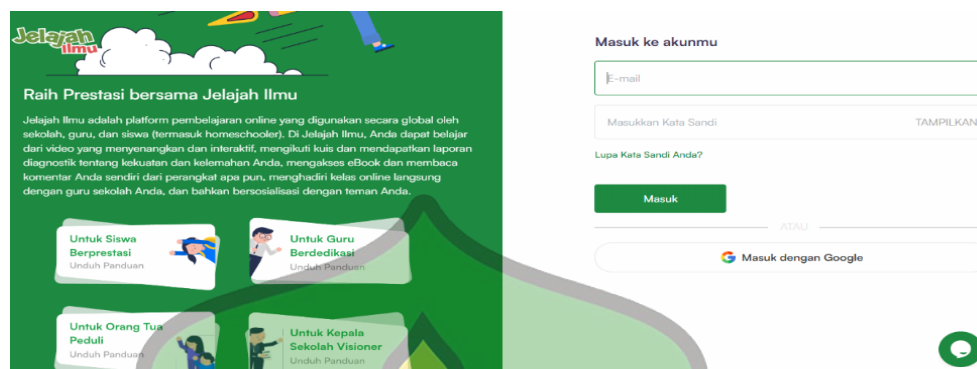 Jelajah
Ilmu
Raih Prestasi bersama Jelajah Ilmu
Jelajah Ilmu adalah platform pembelajaran online yang digunakan secara global oleh
sekolah, guru, dan siswa (termasuk homeschooler). Di Jelajah Ilmu, Anda dapat belajar
dari video yang menyenangkan dan interaktif, mengikuti kuis dan mendapatkan laporan
diagnostik tentang kekuatan dan kelemahan Anda, mengakses eBook dan membaca
komentar Anda sendiri dari perangkat apa pun, menghadiri kelas online langsung
dengan guru sekolah Anda, dan bahkan bersosialisasi dengan teman Anda.
Untuk Siswa
Berprestasi
Unduh Panduan
Untuk Guru
Berdedikasi
Unduh Panduan
Untuk Orang Tua
Peduli
Unduh Panduan
Untuk Kepala
Sekolah Visioner
Unduh Panduan
Masuk ke akunmu
E-mail
Masukkan Kata Sandi TAMPILKAN
Lupa Kata Sandi Anda?
Masuk
ATAU
Masuk dengan Google